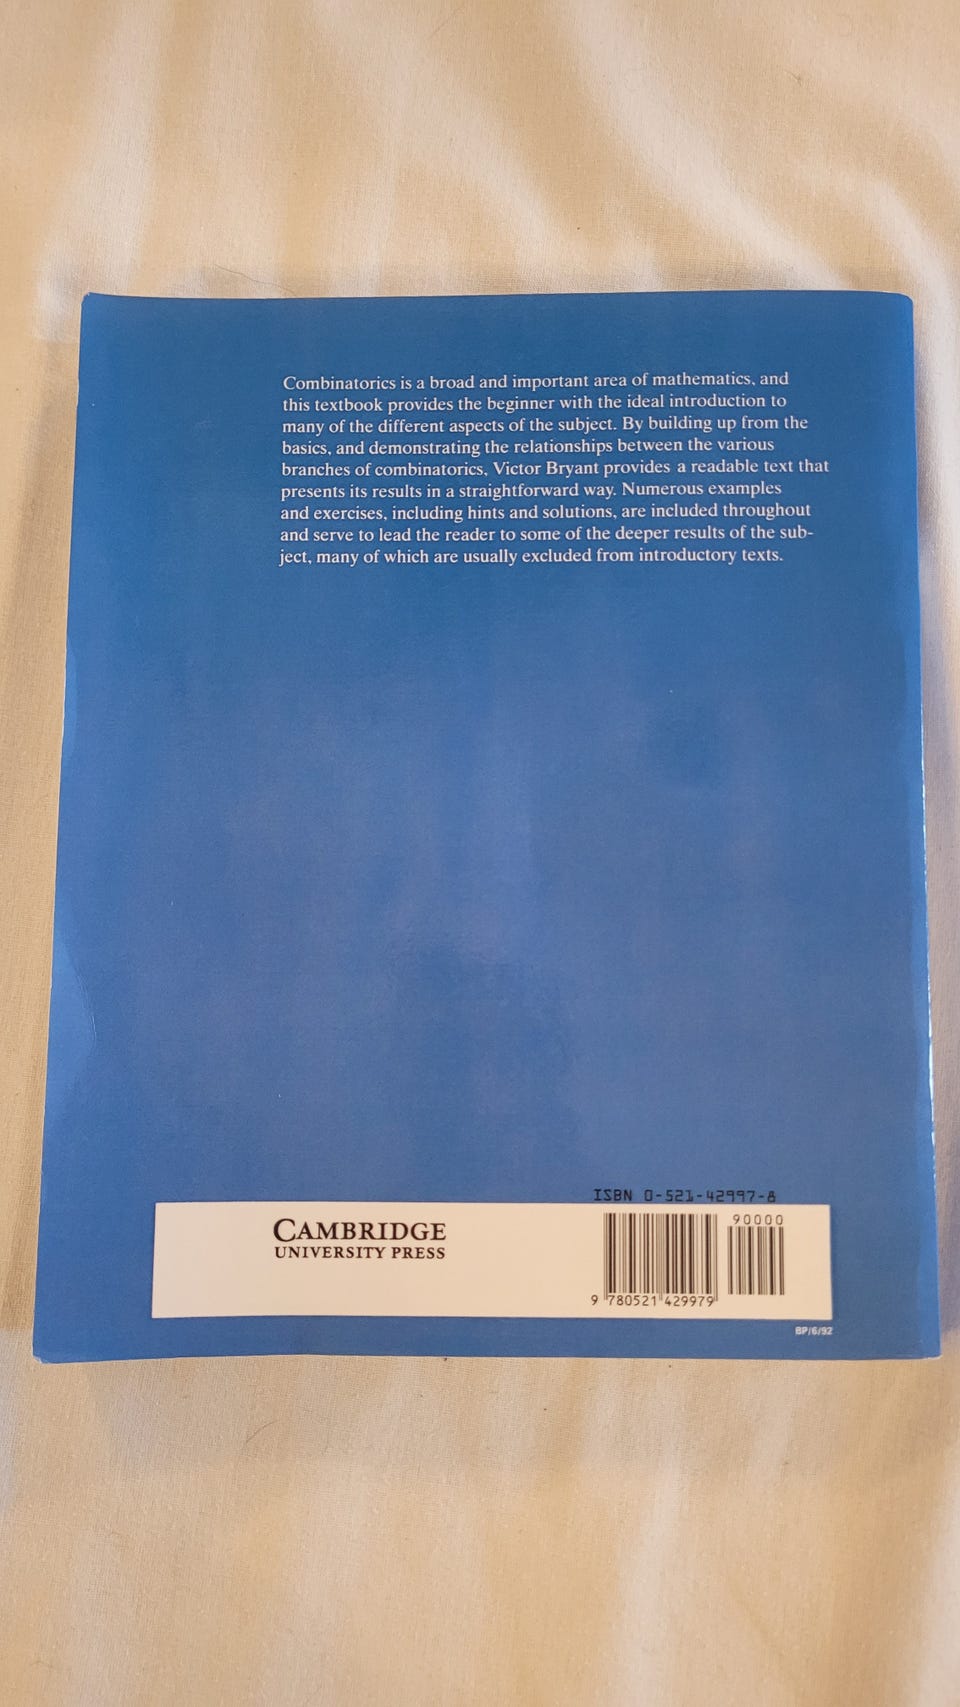 Combinatorics is a broad and important area of mathematics, and
this textbook provides the beginner with the ideal introduction to
many of the different aspects of the subject. By building up from the
basics, and demonstrating the relationships between the various
branches of combinatorics, Victor Bryant provides a readable text that
presents its results in a straightforward way. Numerous examples
and exercises, including hints and solutions, are included throughout
and serve to lead the reader to some of the deeper results of the sub-
ject, many of which are usually excluded from introductory texts.
ISBN 0-521-42997-8
CAMBRIDGE
UNIVERSITY PRESS
90000
9 780521 429979
BP/6/92